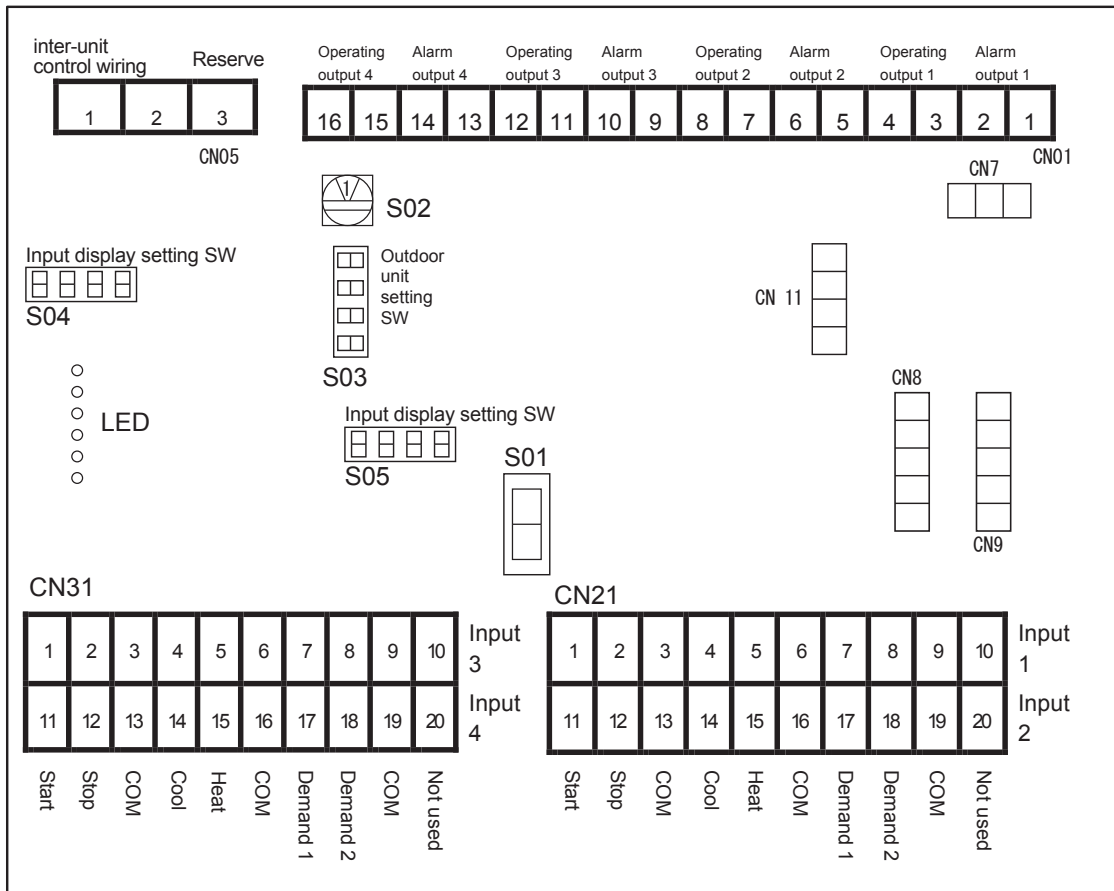 inter-unit
control wiring
Reserve
Operating
output 4
Alarm
output 4
Operating
output 3
Alarm
output 3
Operating
output 2
Alarm
output 2
Operating
output 1
Alarm
output 1
1 2 3
16 15 14 13 12 11 10 9 8 7 6 5 4 3 2 1
CN05
CN01
CN7
1
S02
Input display setting SW
S04
Outdoor
unit
setting
SW
S03
CN 11
LED
CN8
Input display setting SW
S05
S01
CN9
CN31
1 2 3 4 5 6 7 8 9 10
Input
3
11 12 13 14 15 16 17 18 19 20
Input
4
Start
Stop
COM
Cool
Heat
COM
Demand 1
Demand 2
COM
Not used
CN21
1 2 3 4 5 6 7 8 9 10
Input
1
11 12 13 14 15 16 17 18 19 20
Input
2
Start
Stop
COM
Cool
Heat
COM
Demand 1
Demand 2
COM
Not used